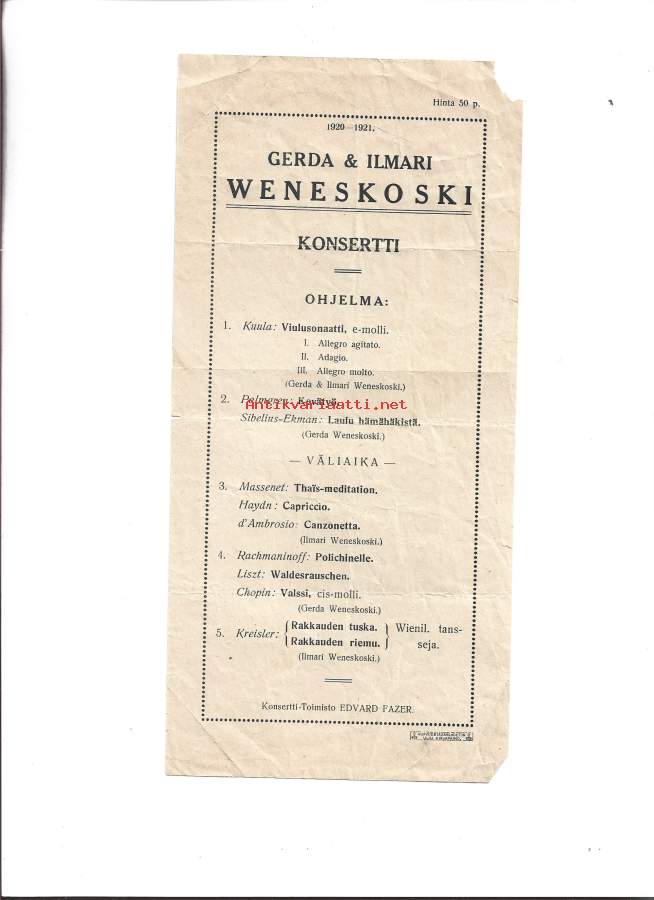 Hinta 50 p.
1920—1921.
GERDA & ILMARI
WENESKOSKI
KONSERTTI
OHJELMA:
1. Kuula: Viulusonaatti, e-molli.
I. Allegro agitato.
II. Adagio.
III. Allegro molto.
(Gerda & Ilmari Weneskoski.)
2. Palmgren: Kevätyö.
Antikvariaatti.net
Sibelius-Ekman: Laulu hämähäkistä.
(Gerda Weneskoski.)
— VÄLIAIKA —
3. Massenet: Thaïs-meditation.
Haydn: Capriccio.
d'Ambrosio: Canzonetta.
(Ilmari Weneskoski.)
4. Rachmaninoff: Polichinelle.
Liszt: Waldesrauschen.
Chopin: Valssi, cis-molli.
(Gerda Weneskoski.)
5. Kreisler: { Rakkauden tuska. } Wienil. tans-
{ Rakkauden riemu. } seja.
(Ilmari Weneskoski.)
Konsertti-Toimisto EDVARD FAZER.